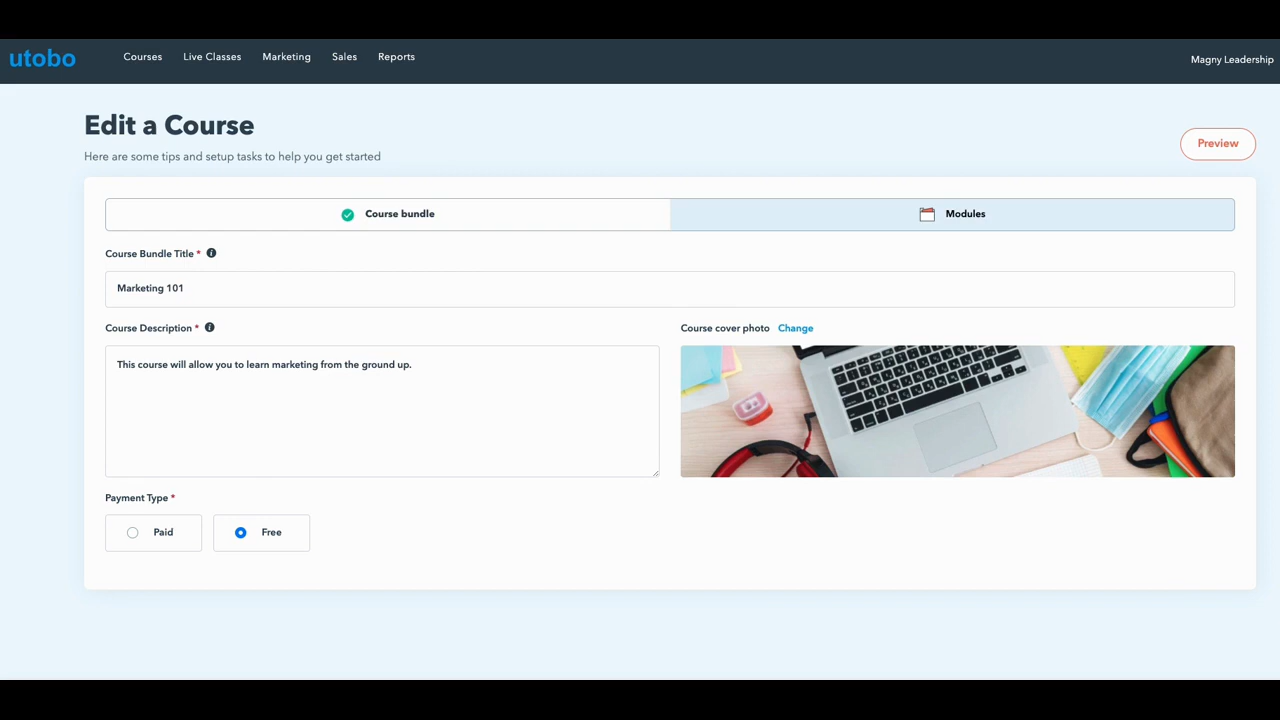 utobo
Courses Live Classes Marketing Sales Reports
Magny Leadership
Edit a Course
Here are some tips and setup tasks to help you get started
Preview
Course bundle
Modules
Course Bundle Title *
Marketing 101
Course Description *
Course cover photo Change
This course will allow you to learn marketing from the ground up.
Payment Type *
Paid
Free